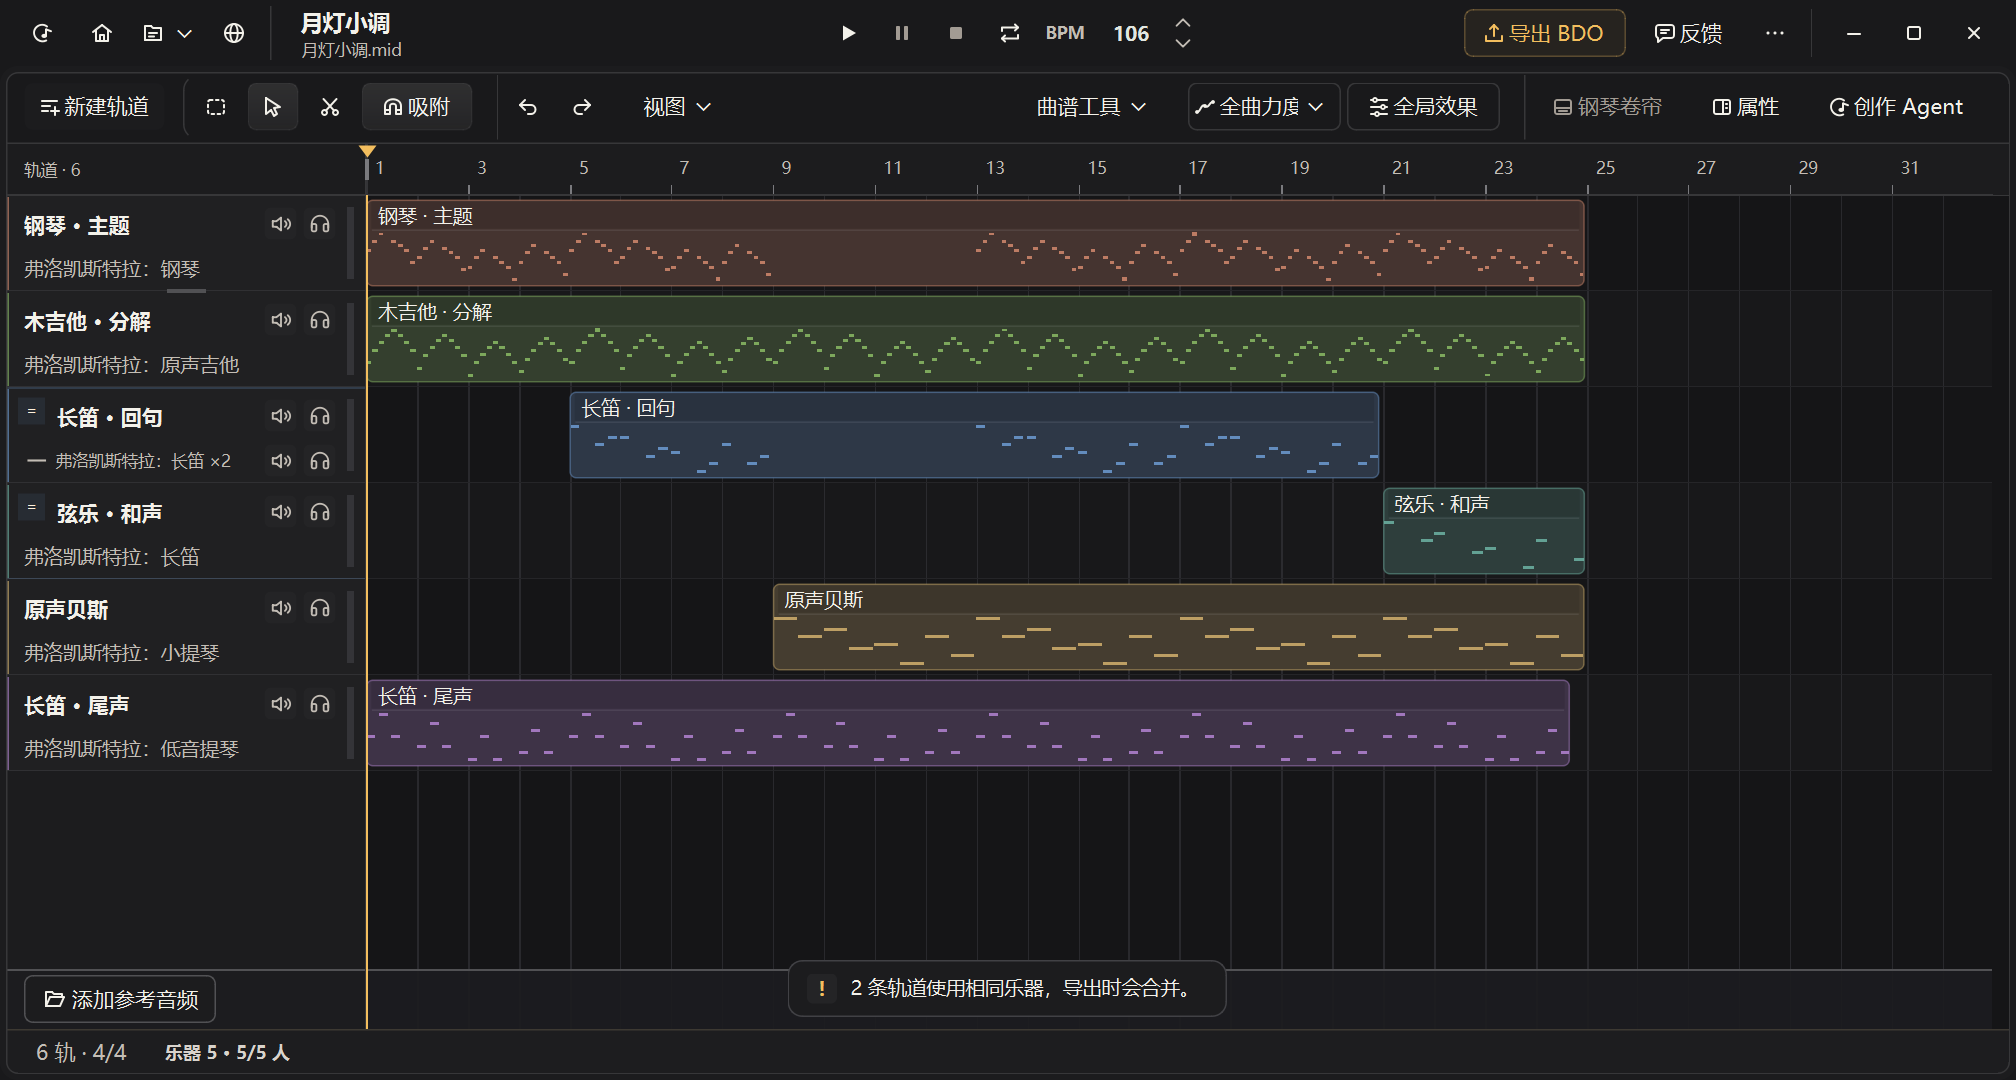 月灯小调
月灯小调.mid
BPM 106
导出 BDO
反馈
新建轨道
吸附
视图
曲谱工具
全曲力度
全局效果
钢琴卷帘
属性
创作 Agent
轨道 · 6
1 3 5 7 9 11 13 15 17 19 21 23 25 27 29 31
钢琴 • 主题
弗洛凯斯特拉：钢琴
钢琴 · 主题
木吉他 • 分解
弗洛凯斯特拉：原声吉他
木吉他 · 分解
= 长笛 • 回句
弗洛凯斯特拉：长笛 ×2
长笛 · 回句
= 弦乐 • 和声
弗洛凯斯特拉：长笛
弦乐 · 和声
原声贝斯
弗洛凯斯特拉：小提琴
原声贝斯
长笛 • 尾声
弗洛凯斯特拉：低音提琴
长笛 · 尾声
添加参考音频
! 2 条轨道使用相同乐器，导出时会合并。
6 轨 · 4/4
乐器 5 • 5/5 人